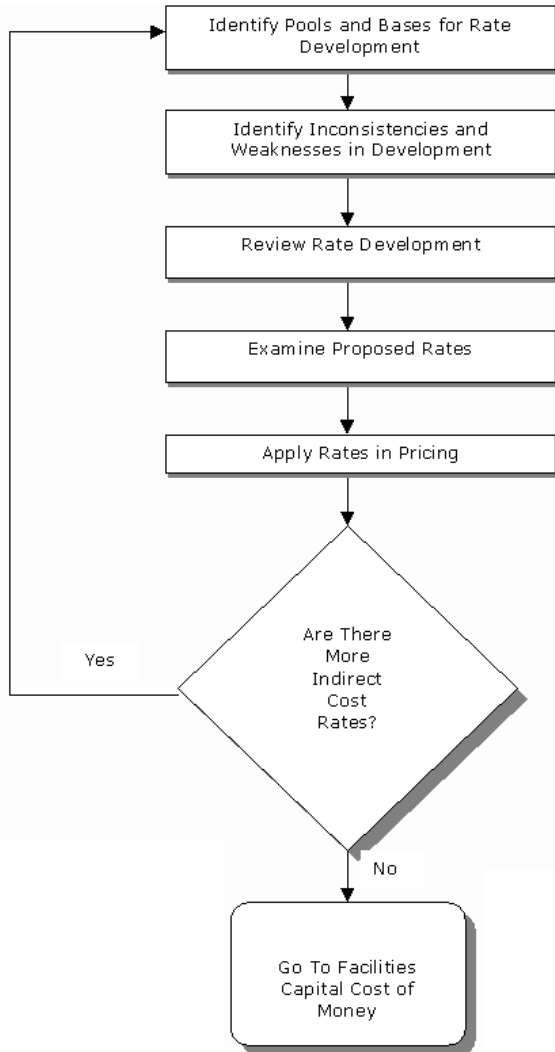 Identify Pools and Bases for Rate
Development
Identify Inconsistencies and
Weaknesses in Development
Review Rate Development
Examine Proposed Rates
Apply Rates in Pricing
Are There
More
Indirect
Cost
Rates?
Yes
No
Go To Facilities
Capital Cost of
Money